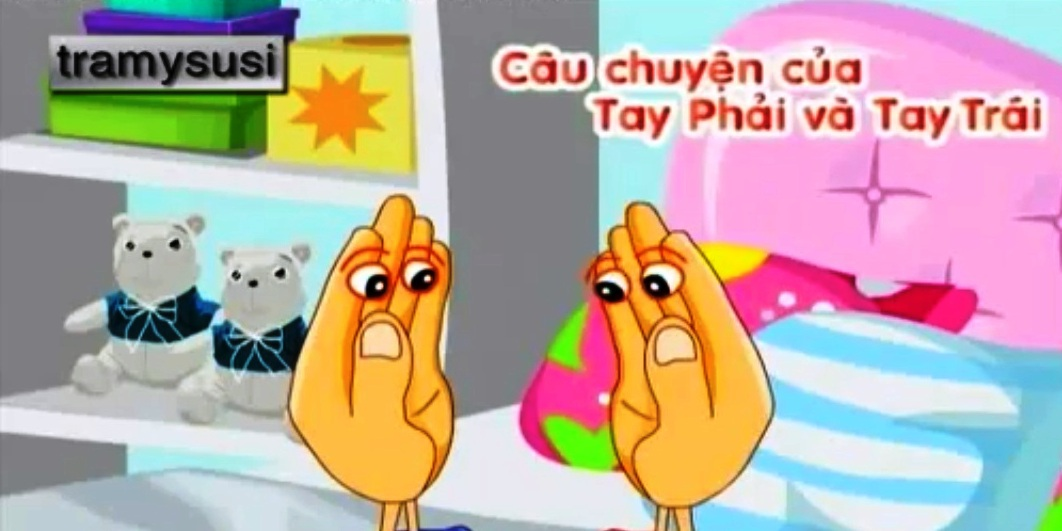 tramysusi
Câu chuyện của
Tay Phải và Tay Trái